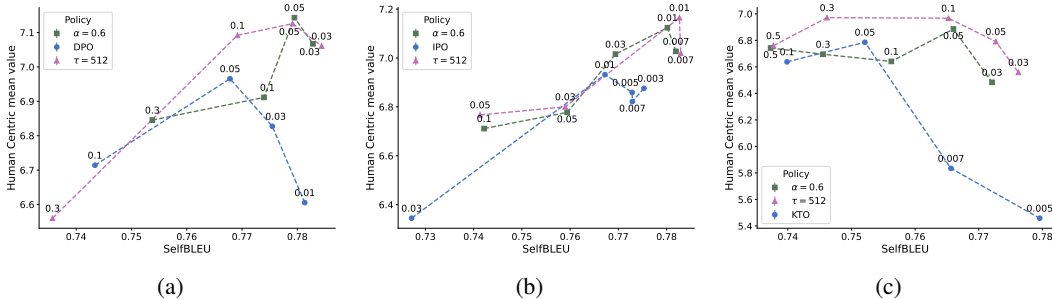 Human Centric mean value
7.1
7.0
6.9
6.8
6.7
6.6
Policy
α = 0.6
DPO
τ = 512
0.05
0.1
0.05
0.03
0.03
0.05
0.1
0.3
0.03
0.1
0.3
0.01
0.74 0.75 0.76 0.77 0.78
SelfBLEU
(a)
Human Centric mean value
7.2
7.0
6.8
6.6
6.4
Policy
α = 0.6
IPO
τ = 512
0.01
0.01
0.007
0.007
0.03
0.01
0.005
0.003
0.007
0.05
0.03
0.1
0.05
0.03
0.73 0.74 0.75 0.76 0.77 0.78
SelfBLEU
(b)
Human Centric mean value
7.0
6.8
6.6
6.4
6.2
6.0
5.8
5.6
5.4
0.3
0.1
0.5
0.05
0.05
0.5
0.1
0.3
0.05
0.1
0.03
0.03
0.007
0.005
Policy
α = 0.6
τ = 512
KTO
0.74 0.75 0.76 0.77 0.78
SelfBLEU
(c)